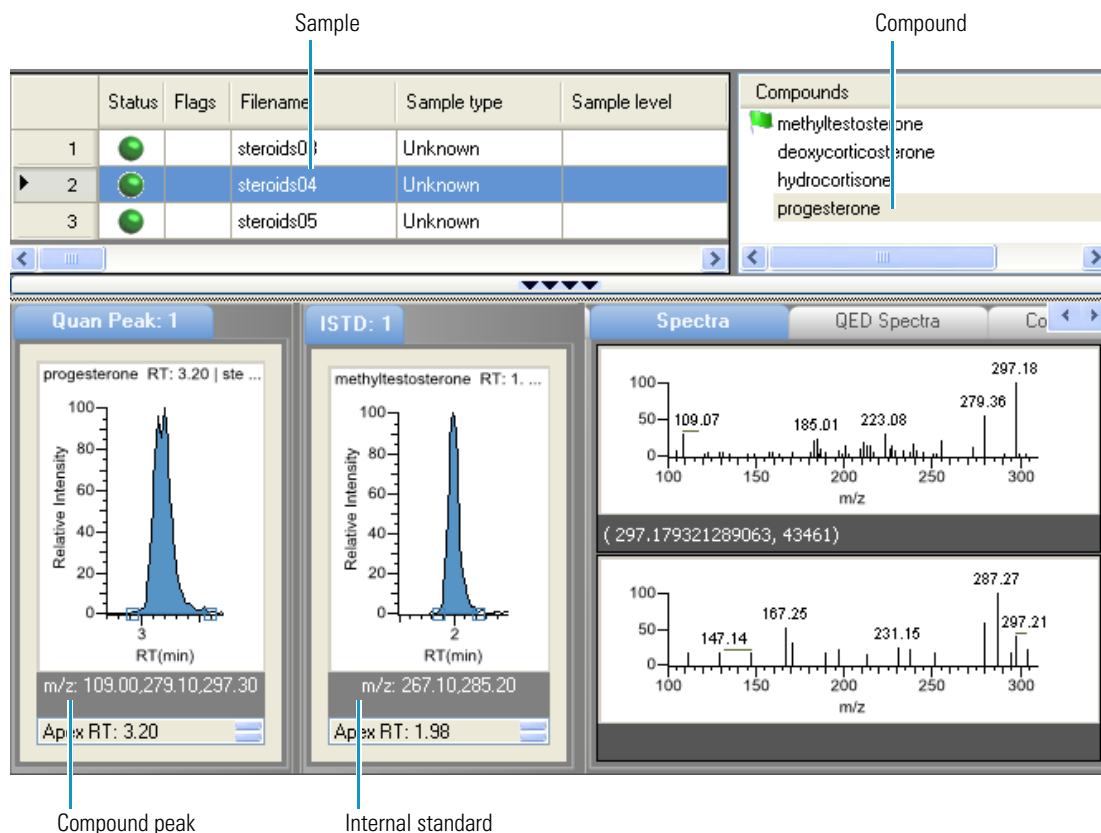 Sample
Compound
Status Flags Filename Sample type Sample level
1 steroids03 Unknown
2 steroids04 Unknown
3 steroids05 Unknown
Compounds
methyltestosterone
deoxycorticosterone
hydrocortisone
progesterone
Quan Peak: 1
progesterone RT: 3.20 | ste ...
100
80
60
40
20
0
Relative Intensity
3
RT(min)
m/z: 109.00,279.10,297.30
Apex RT: 3.20
ISTD: 1
methyltestosterone RT: 1. ...
100
80
60
40
20
0
Relative Intensity
2
RT(min)
m/z: 267.10,285.20
Apex RT: 1.98
Spectra QED Spectra Co
297.18
279.36
109.07 185.01 223.08
100
50
0
100 150 200 250 300
m/z
( 297.179321289063, 43461)
287.27
167.25
147.14 231.15 297.21
100
50
0
100 150 200 250 300
m/z
Compound peak
Internal standard